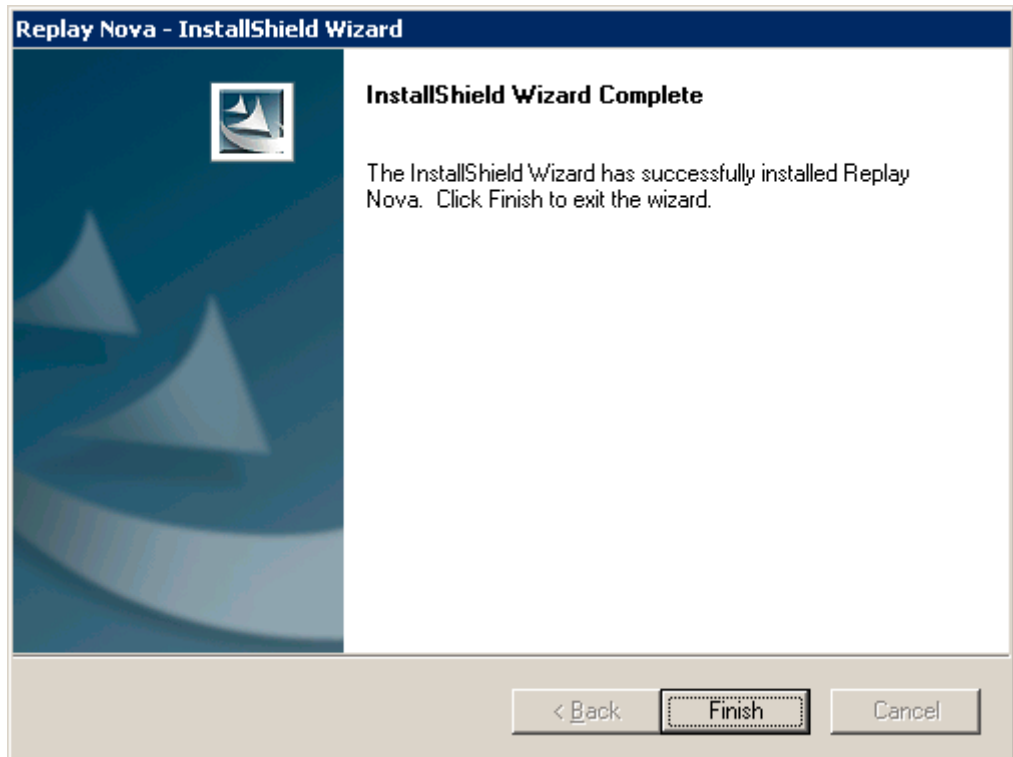 Replay Nova - InstallShield Wizard
InstallShield Wizard Complete
The InstallShield Wizard has successfully installed Replay
Nova. Click Finish to exit the wizard.
< Back
Finish
Cancel